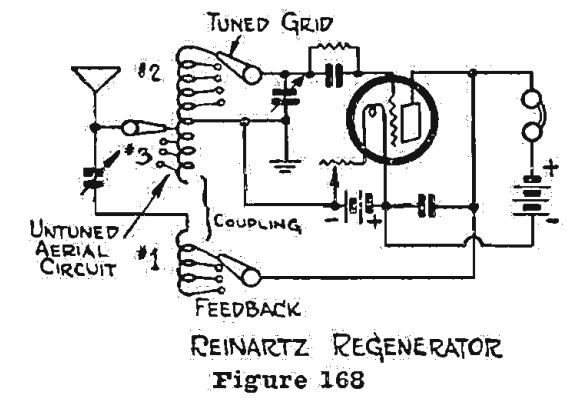 TUNED GRID
#2
#3
UNTUNED
AERIAL
CIRCUIT
COUPLING
- +
+
-
#1
FEEDBACK
REINARTZ REGENERATOR
Figure 168